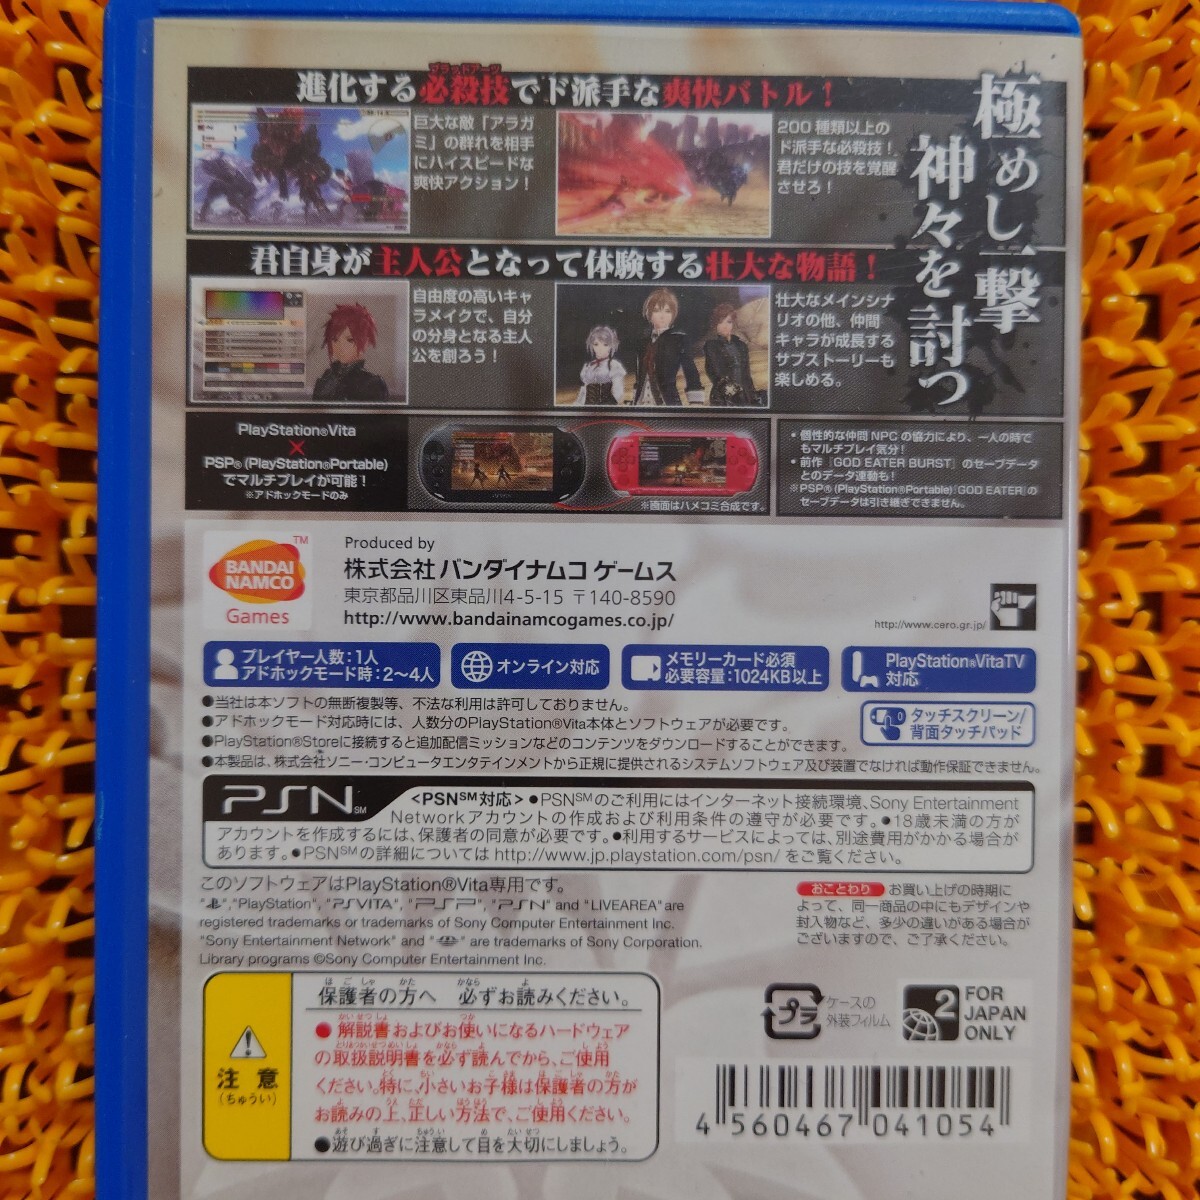 極めし一撃
神々を討つ
ブラッドアーツ
進化する必殺技でド派手な爽快バトル！
巨大な敵「アラガ
ミ」の群れを相手
にハイスピードな
爽快アクション！
200種類以上の
ド派手な必殺技！
君だけの技を覚醒
させろ！
君自身が主人公となって体験する壮大な物語！
自由度の高いキャ
ラメイクで、自分
の分身となる主人
公を創ろう！
壮大なメインシナ
リオの他、仲間
キャラが成長する
サブストーリーも
楽しめる。
PlayStation®Vita
×
PSP®(PlayStation®Portable)
でマルチプレイが可能！
※アドホックモードのみ
※画面はハメコミ合成です。
• 個性的な仲間NPCの協力により、一人の時で
もマルチプレイ気分！
• 前作『GOD EATER BURST』のセーブデータ
とのデータ連動も！
※PSP®(PlayStation®Portable)『GOD EATER』の
セーブデータは引き継ぎできません。
BANDAI
NAMCO
Games
TM
Produced by
株式会社 バンダイナムコ ゲームス
東京都品川区東品川4-5-15 〒140-8590
http://www.bandainamcogames.co.jp/
http://www.cero.gr.jp/
プレイヤー人数：1人
アドホックモード時：2～4人
オンライン対応
メモリーカード必須
必要容量：1024KB以上
PlayStation®VitaTV
対応
●当社は本ソフトの無断複製等、不法な利用は許可しておりません。
●アドホックモード対応時には、人数分のPlayStation®Vita本体とソフトウェアが必要です。
●PlayStation®Storeに接続すると追加配信ミッションなどのコンテンツをダウンロードすることができます。
●本製品は、株式会社ソニー・コンピュータエンタテインメントから正規に提供されるシステムソフトウェア及び装置でなければ動作保証できません。
タッチスクリーン/
背面タッチパッド
PSN SM
<PSN℠対応> ●PSN℠のご利用にはインターネット接続環境、Sony Entertainment
Networkアカウントの作成および利用条件の遵守が必要です。●18歳未満の方が
アカウントを作成するには、保護者の同意が必要です。●利用するサービスによっては、別途費用がかかる場合が
あります。●PSN℠の詳細については http://www.jp.playstation.com/psn/ をご覧ください。
このソフトウェアはPlayStation®Vita専用です。
" ","PlayStation", "PSVITA", "PSP", "PSN" and "LIVEAREA" are
registered trademarks or trademarks of Sony Computer Entertainment Inc.
"Sony Entertainment Network" and " " are trademarks of Sony Corporation.
Library programs ©Sony Computer Entertainment Inc.
おことわり お買い上げの時期に
よって、同一商品の中にもデザインや
封入物など、多少の違いがある場合が
ございますので、ご了承ください。
注意
(ちゅうい)
保護者の方へ 必ずお読みください。
●解説書およびお使いになるハードウェア
の取扱説明書を必ず読んでから、ご使用
ください。特に、小さいお子様は保護者の方が
お読みの上、正しい方法で、ご使用ください。
●遊び過ぎに注意して目を大切にしましょう。
プラ
ケースの
外装フィルム
2
FOR
JAPAN
ONLY
4 560467 041054